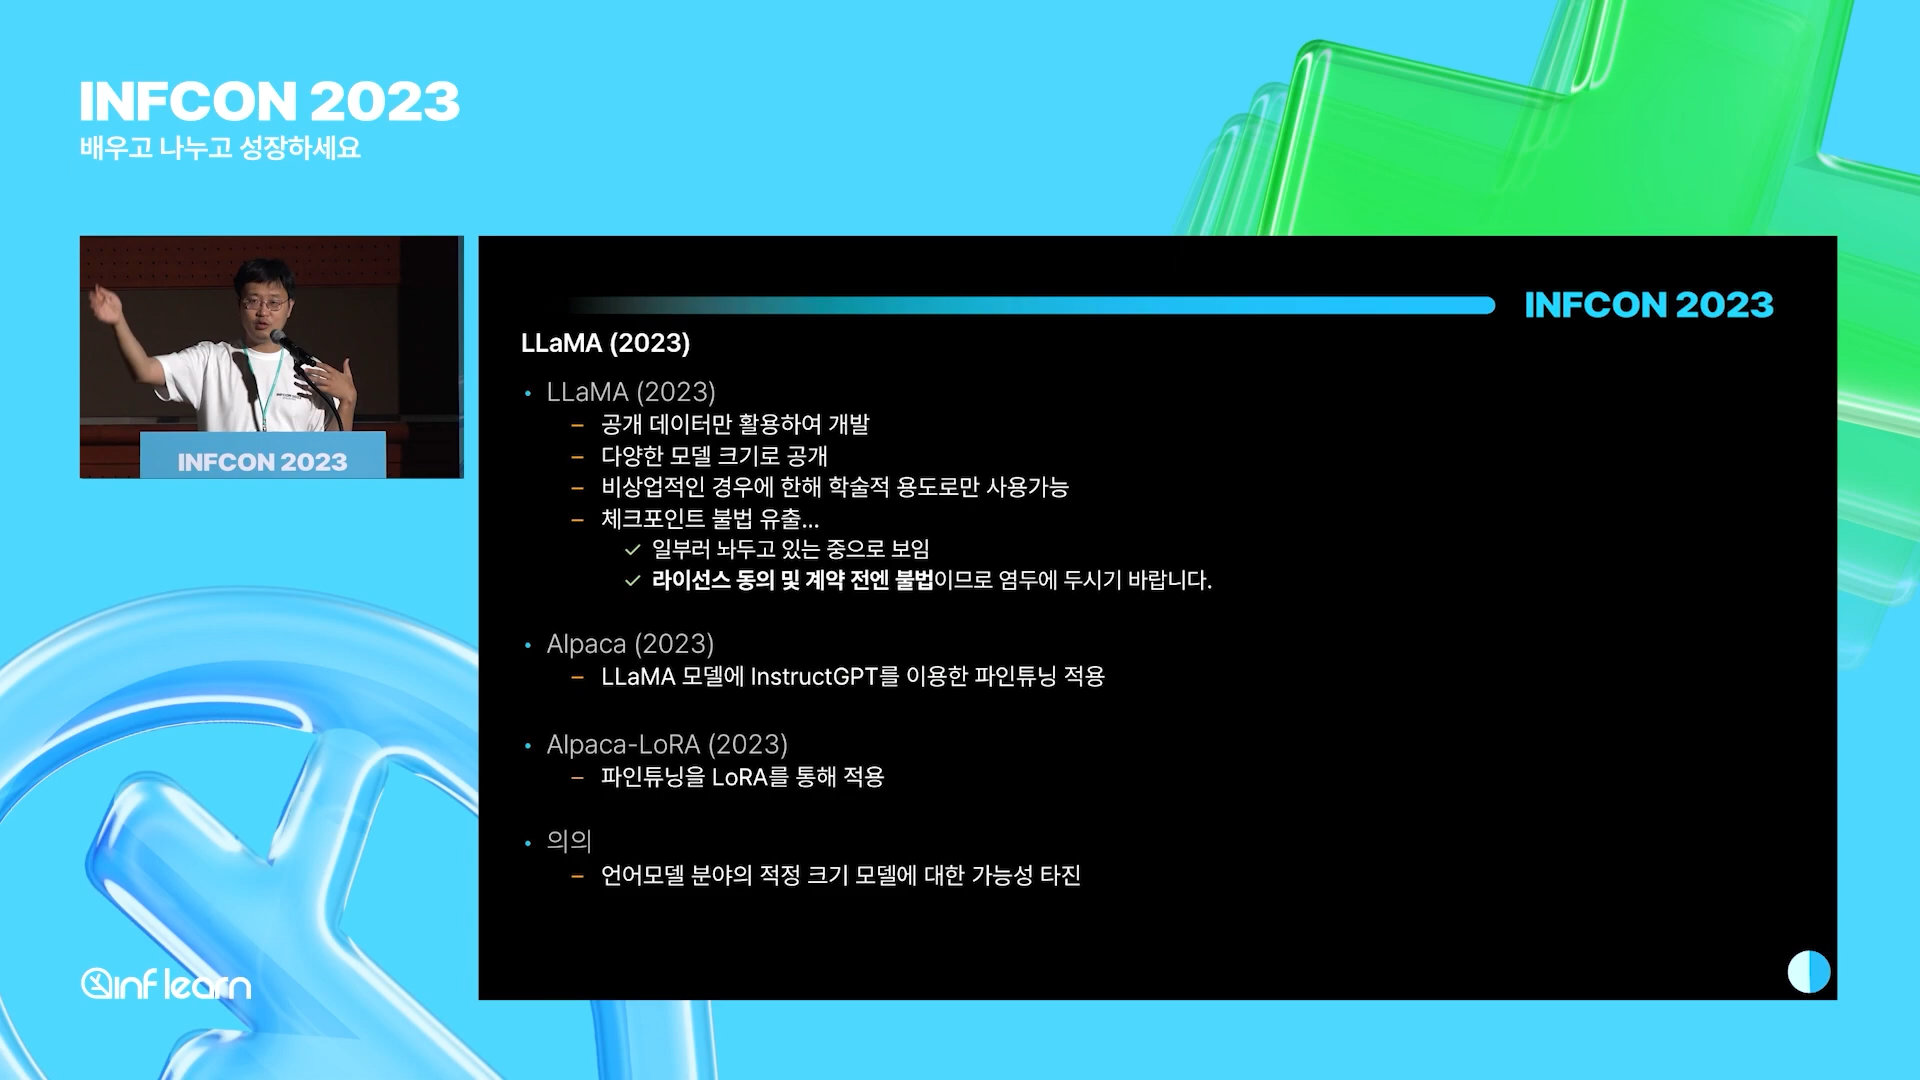 INFCON 2023
배우고 나누고 성장하세요
INFCON 2023
INFCON 2023
LLaMA (2023)
• LLaMA (2023)
– 공개 데이터만 활용하여 개발
– 다양한 모델 크기로 공개
– 비상업적인 경우에 한해 학술적 용도로만 사용가능
– 체크포인트 불법 유출...
✓ 일부러 놔두고 있는 중으로 보임
✓ 라이선스 동의 및 계약 전엔 불법이므로 염두에 두시기 바랍니다.
• Alpaca (2023)
– LLaMA 모델에 InstructGPT를 이용한 파인튜닝 적용
• Alpaca-LoRA (2023)
– 파인튜닝을 LoRA를 통해 적용
• 의의
– 언어모델 분야의 적정 크기 모델에 대한 가능성 타진
inflearn